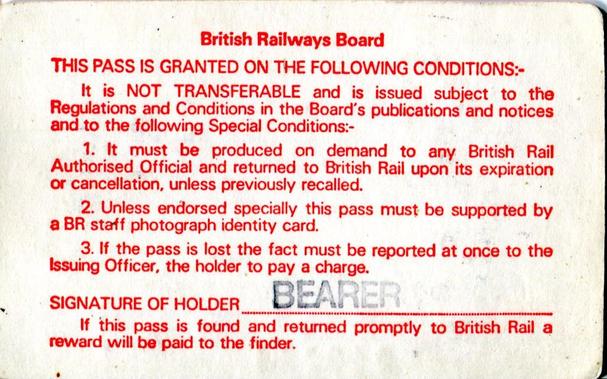 British Railways Board
THIS PASS IS GRANTED ON THE FOLLOWING CONDITIONS:-
It is NOT TRANSFERABLE and is issued subject to the
Regulations and Conditions in the Board's publications and notices
and to the following Special Conditions:-
1. It must be produced on demand to any British Rail
Authorised Official and returned to British Rail upon its expiration
or cancellation, unless previously recalled.
2. Unless endorsed specially this pass must be supported by
a BR staff photograph identity card.
3. If the pass is lost the fact must be reported at once to the
Issuing Officer, the holder to pay a charge.
SIGNATURE OF HOLDER BEARER
If this pass is found and returned promptly to British Rail a
reward will be paid to the finder.